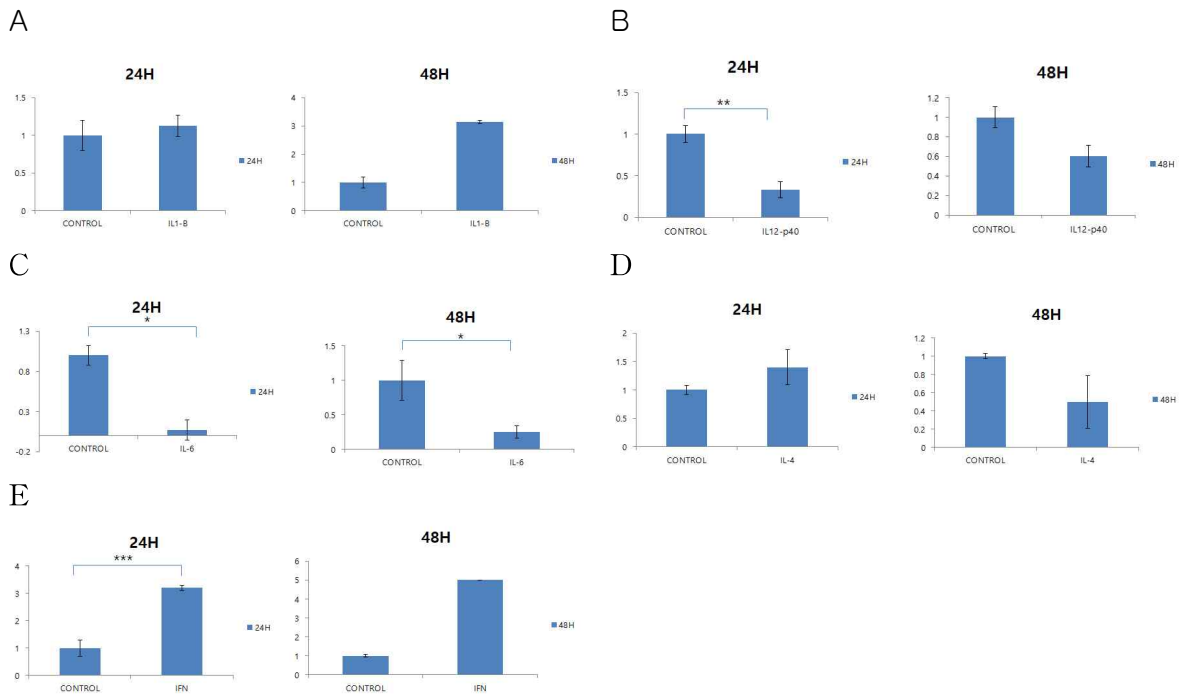 A
24H
1.5
1
0.5
0
CONTROL IL1-B
24H
48H
4
3
2
1
0
CONTROL IL1-B
48H
B
24H
1.5
1
0.5
0
**
CONTROL IL12-p40
24H
48H
1.2
1
0.8
0.6
0.4
0.2
0
CONTROL IL12-p40
48H
C
24H
*
1.3
0.8
0.3
-0.2
CONTROL IL-6
24H
48H
*
1.5
1
0.5
0
CONTROL IL-6
48H
D
24H
2
1.5
1
0.5
0
CONTROL IL-4
24H
48H
1.2
1
0.8
0.6
0.4
0.2
0
CONTROL IL-4
48H
E
24H
***
4
3
2
1
0
CONTROL IFN
24H
48H
6
5
4
3
2
1
0
CONTROL IFN
48H